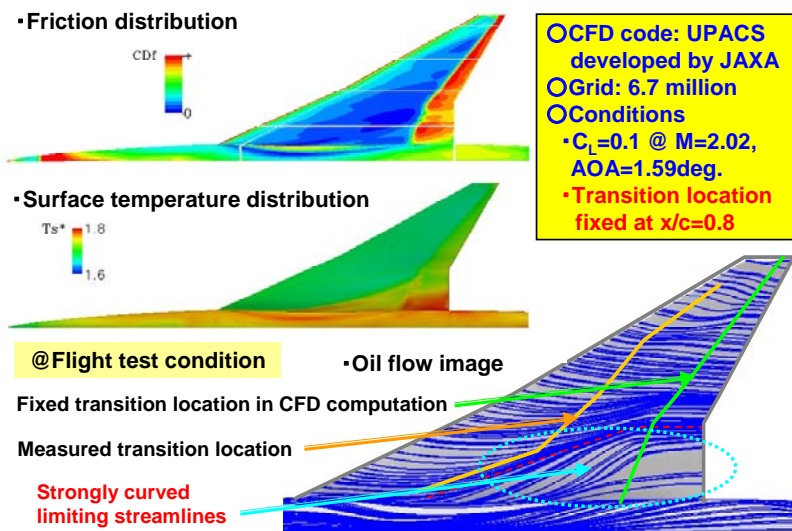 ・Friction distribution
CDf
0
・Surface temperature distribution
Ts* 1.8
1.6
○CFD code: UPACS
developed by JAXA
○Grid: 6.7 million
○Conditions
・CL=0.1 @ M=2.02,
AOA=1.59deg.
・Transition location
fixed at x/c=0.8
@Flight test condition
・Oil flow image
Fixed transition location in CFD computation
Measured transition location
Strongly curved
limiting streamlines